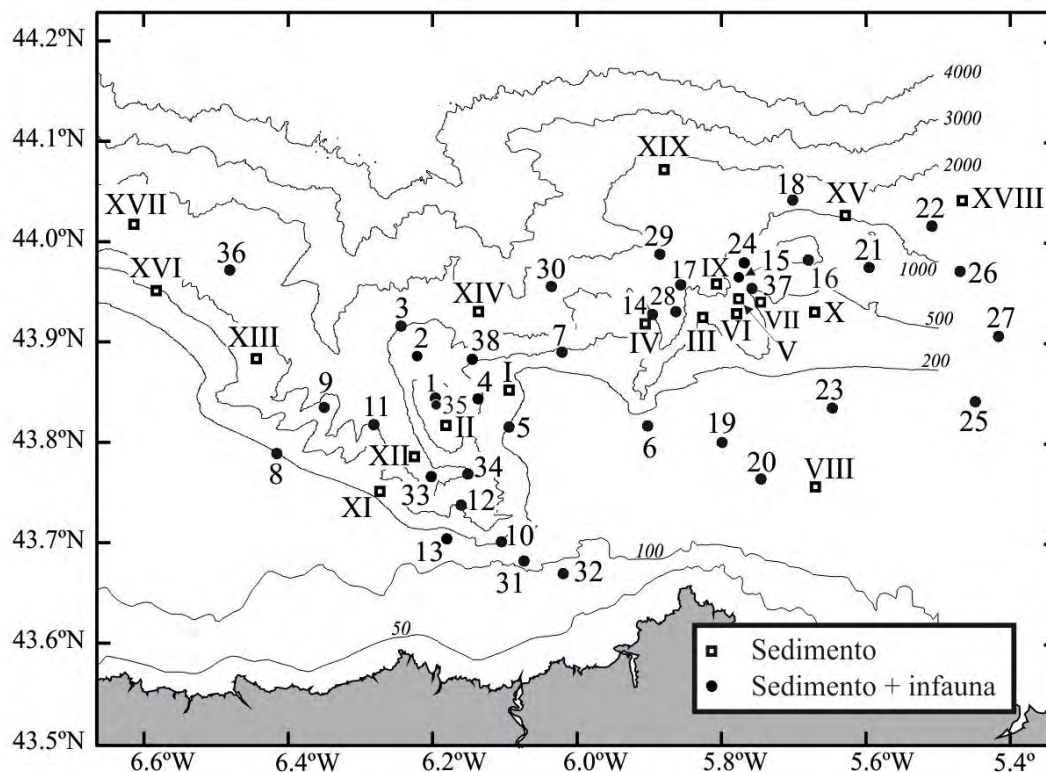 44.2ºN
4000
44.1ºN
3000
XIX
2000
18
XV
XVIII
XVII
22
44.0ºN
36
29
24
15
21
XVI
30
17
IX
16
1000
26
XIV
14
28
37
3
VII
X
500
27
43.9ºN
2
38
7
IV
III
VI
V
XIII
I
200
9
1
4
11
35
23
25
II
5
43.8ºN
6
19
8
XII
34
20
VIII
XI
33
12
43.7ºN
13
10
100
31
32
43.6ºN
50
Sedimento
Sedimento + infauna
43.5ºN
6.6ºW
6.4ºW
6.2ºW
6.0ºW
5.8ºW
5.6ºW
5.4º